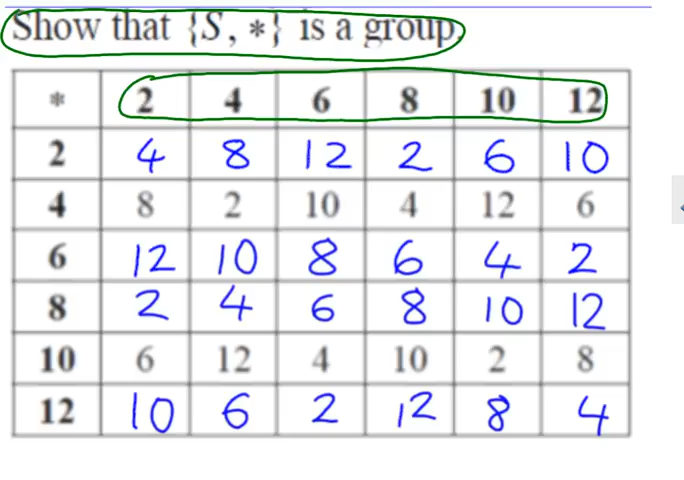 Show that {S, *} is a group
* 2 4 6 8 10 12
2 4 8 12 2 6 10
4 8 2 10 4 12 6
6 12 10 8 6 4 2
8 2 4 6 8 10 12
10 6 12 4 10 2 8
12 10 6 2 12 8 4